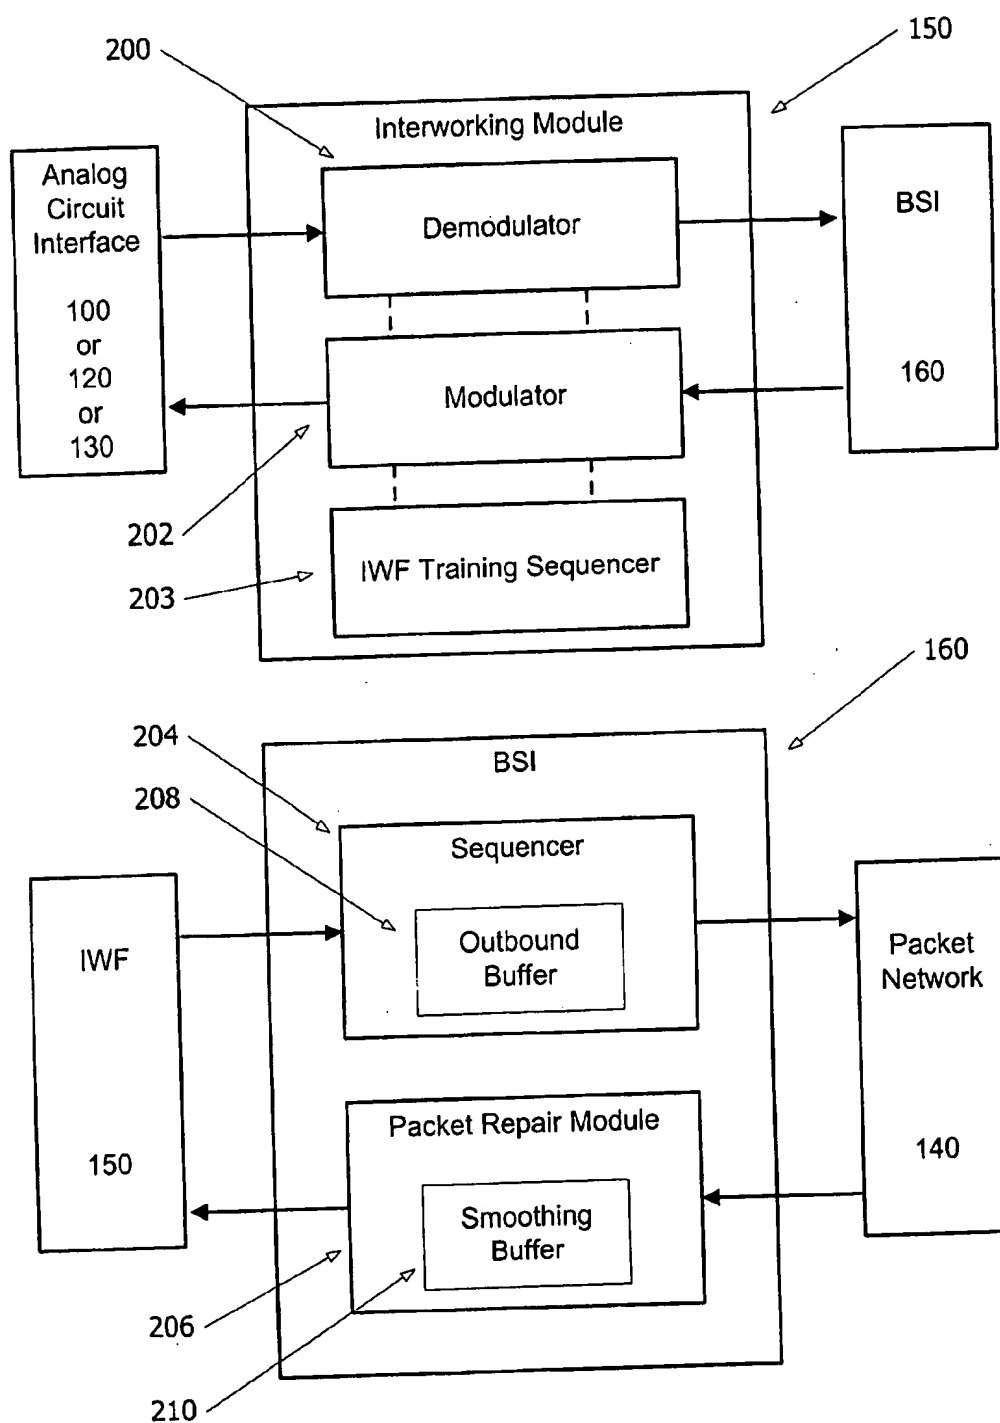 200
150
Interworking Module
Analog
Circuit
Interface
100
or
120
or
130
Demodulator
BSI
160
Modulator
202
203
IWF Training Sequencer
160
204
208
BSI
Sequencer
Outbound
Buffer
IWF
150
Packet
Network
140
Packet Repair Module
Smoothing
Buffer
206
210